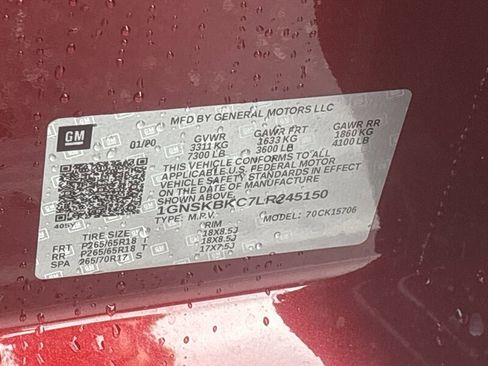 MFD BY GENERAL MOTORS LLC
GM
01/P0
GVWR GAWR FRT GAWR RR
3311 KG 1633 KG 1860 KG
7300 LB 3600 LB 4100 LB
THIS VEHICLE CONFORMS TO ALL
APPLICABLE U.S. FEDERAL MOTOR
VEHICLE SAFETY STANDARDS IN EFFECT
ON THE DATE OF MANUFACTURE
SHOWN ABOVE.
1GNSKBKC7LR245150
TYPE: M.P.V. MODEL: 70CK15706
TIRE SIZE RIM
FRT P265/65R18 T 18X8.5J
RR P265/65R18 T 18X8.5J
SPA 265/70R17 S 17X7.5J